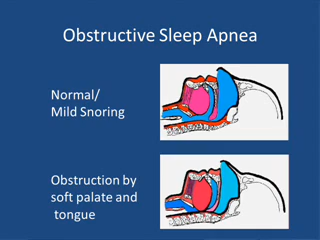 Obstructive Sleep Apnea
Normal/
Mild Snoring
Obstruction by
soft palate and
tongue